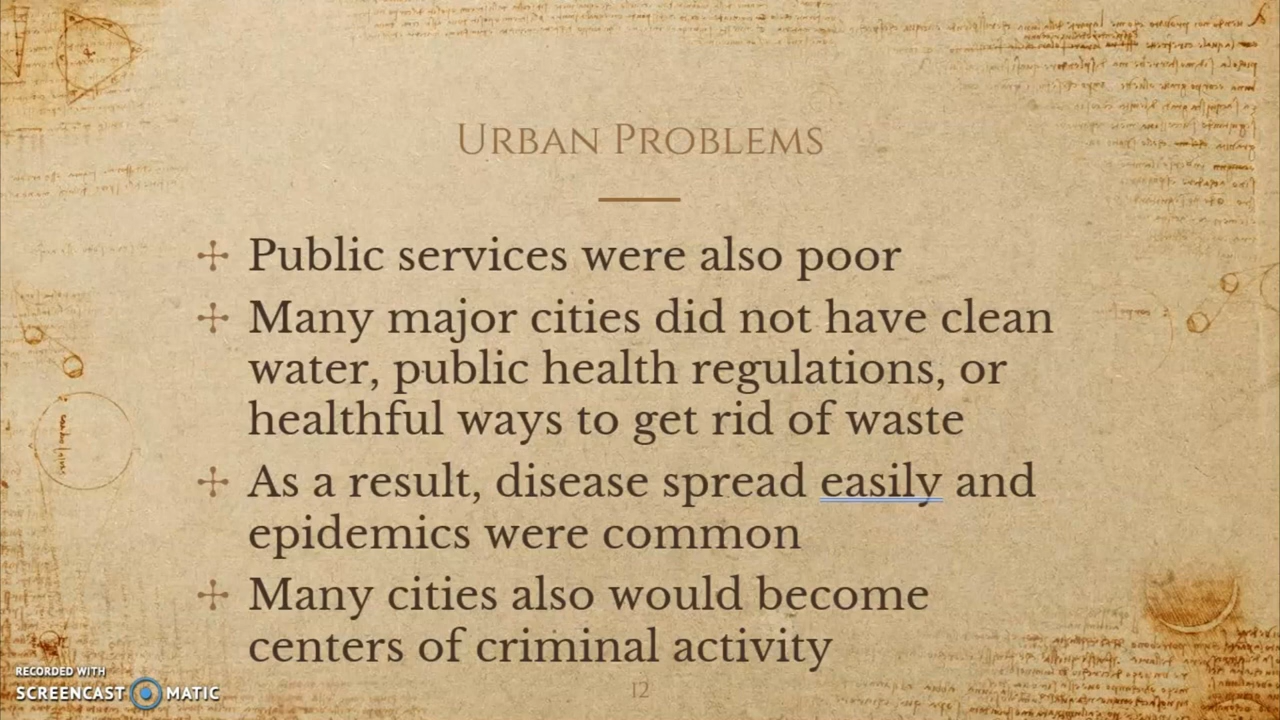 Urban Problems
Public services were also poor
Many major cities did not have clean
water, public health regulations, or
healthful ways to get rid of waste
As a result, disease spread easily and
epidemics were common
Many cities also would become
centers of criminal activity
12
RECORDED WITH
SCREENCAST MATIC